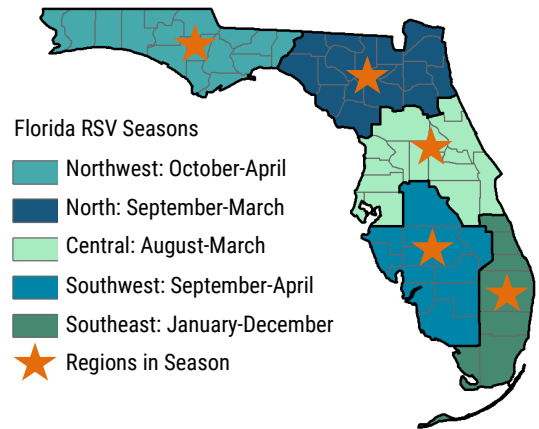 Florida RSV Seasons
Northwest: October-April
North: September-March
Central: August-March
Southwest: September-April
Southeast: January-December
Regions in Season